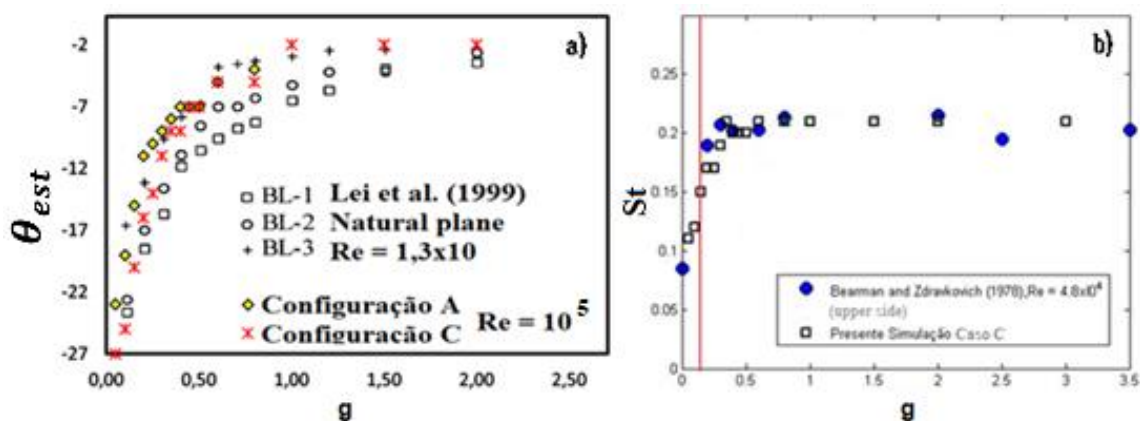 a)
-2
-7
-12
-17
-22
-27
θest
□ BL-1 Lei et al. (1999)
○ BL-2 Natural plane
+ BL-3 Re = 1,3x10
Configuração A
Configuração C
Re = 10^5
0,00 0,50 1,00 1,50 2,00 2,50
g
b)
0.25
0.2
0.15
0.1
0.05
St
Bearman and Zdravkovich (1978),Re = 4.8x10^4
(upper side)
Presente Simulação Caso C
0 0.5 1 1.5 2 2.5 3 3.5
g